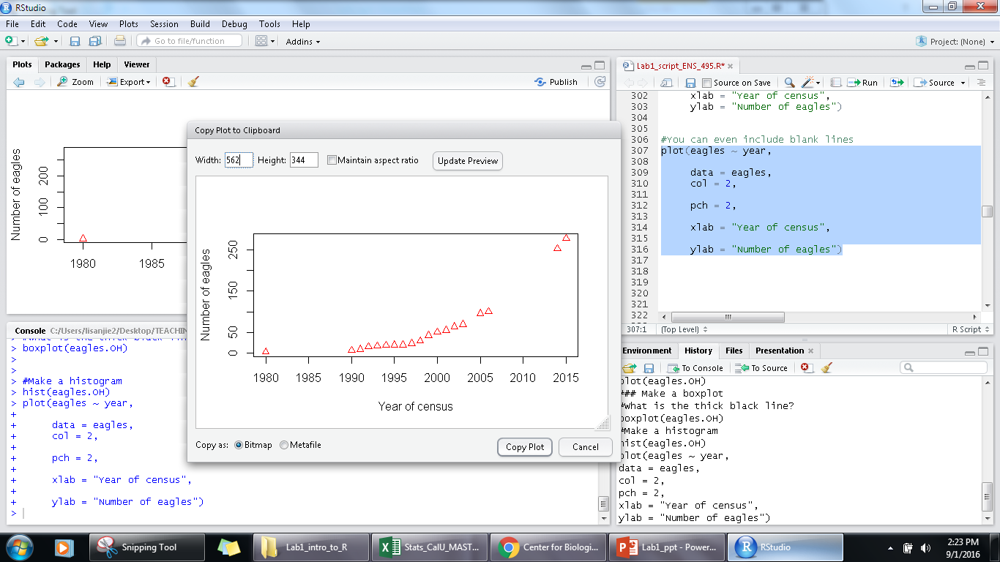 RStudio
File Edit Code View Plots Session Build Debug Tools Help
Go to file/function Addins Project: (None)
Plots Packages Help Viewer
Zoom Export Publish
Number of eagles
0 100 200
1980 1985
Copy Plot to Clipboard
Width: 562 Height: 344 Maintain aspect ratio Update Preview
Number of eagles
0 50 150 250
1980 1985 1990 1995 2000 2005 2010 2015
Year of census
Copy as: Bitmap Metafile Copy Plot Cancel
Console C:/Users/lisanjie2/Desktop/TEACHIN
> boxplot(eagles.OH)
>
>
> #Make a histogram
> hist(eagles.OH)
> plot(eagles ~ year,
+
+ data = eagles,
+ col = 2,
+
+ pch = 2,
+
+ xlab = "Year of census",
+
+ ylab = "Number of eagles")
>
Lab1_script_ENS_495.R*
Source on Save Run Source
302 xlab = "Year of census",
303 ylab = "Number of eagles")
304
305
306 #You can even include blank lines
307 plot(eagles ~ year,
308
309 data = eagles,
310 col = 2,
311
312 pch = 2,
313
314 xlab = "Year of census",
315
316 ylab = "Number of eagles")
317
318
319
320
321
322
307:1 (Top Level) R Script
Environment History Files Presentation
To Console To Source
plot(eagles.OH)
### Make a boxplot
#what is the thick black line?
boxplot(eagles.OH)
#Make a histogram
hist(eagles.OH)
plot(eagles ~ year,
data = eagles,
col = 2,
pch = 2,
xlab = "Year of census",
ylab = "Number of eagles")
Snipping Tool Lab1_intro_to_R Stats_CalU_MAST... Center for Biologi... Lab1_ppt - Power... RStudio
2:23 PM
9/1/2016